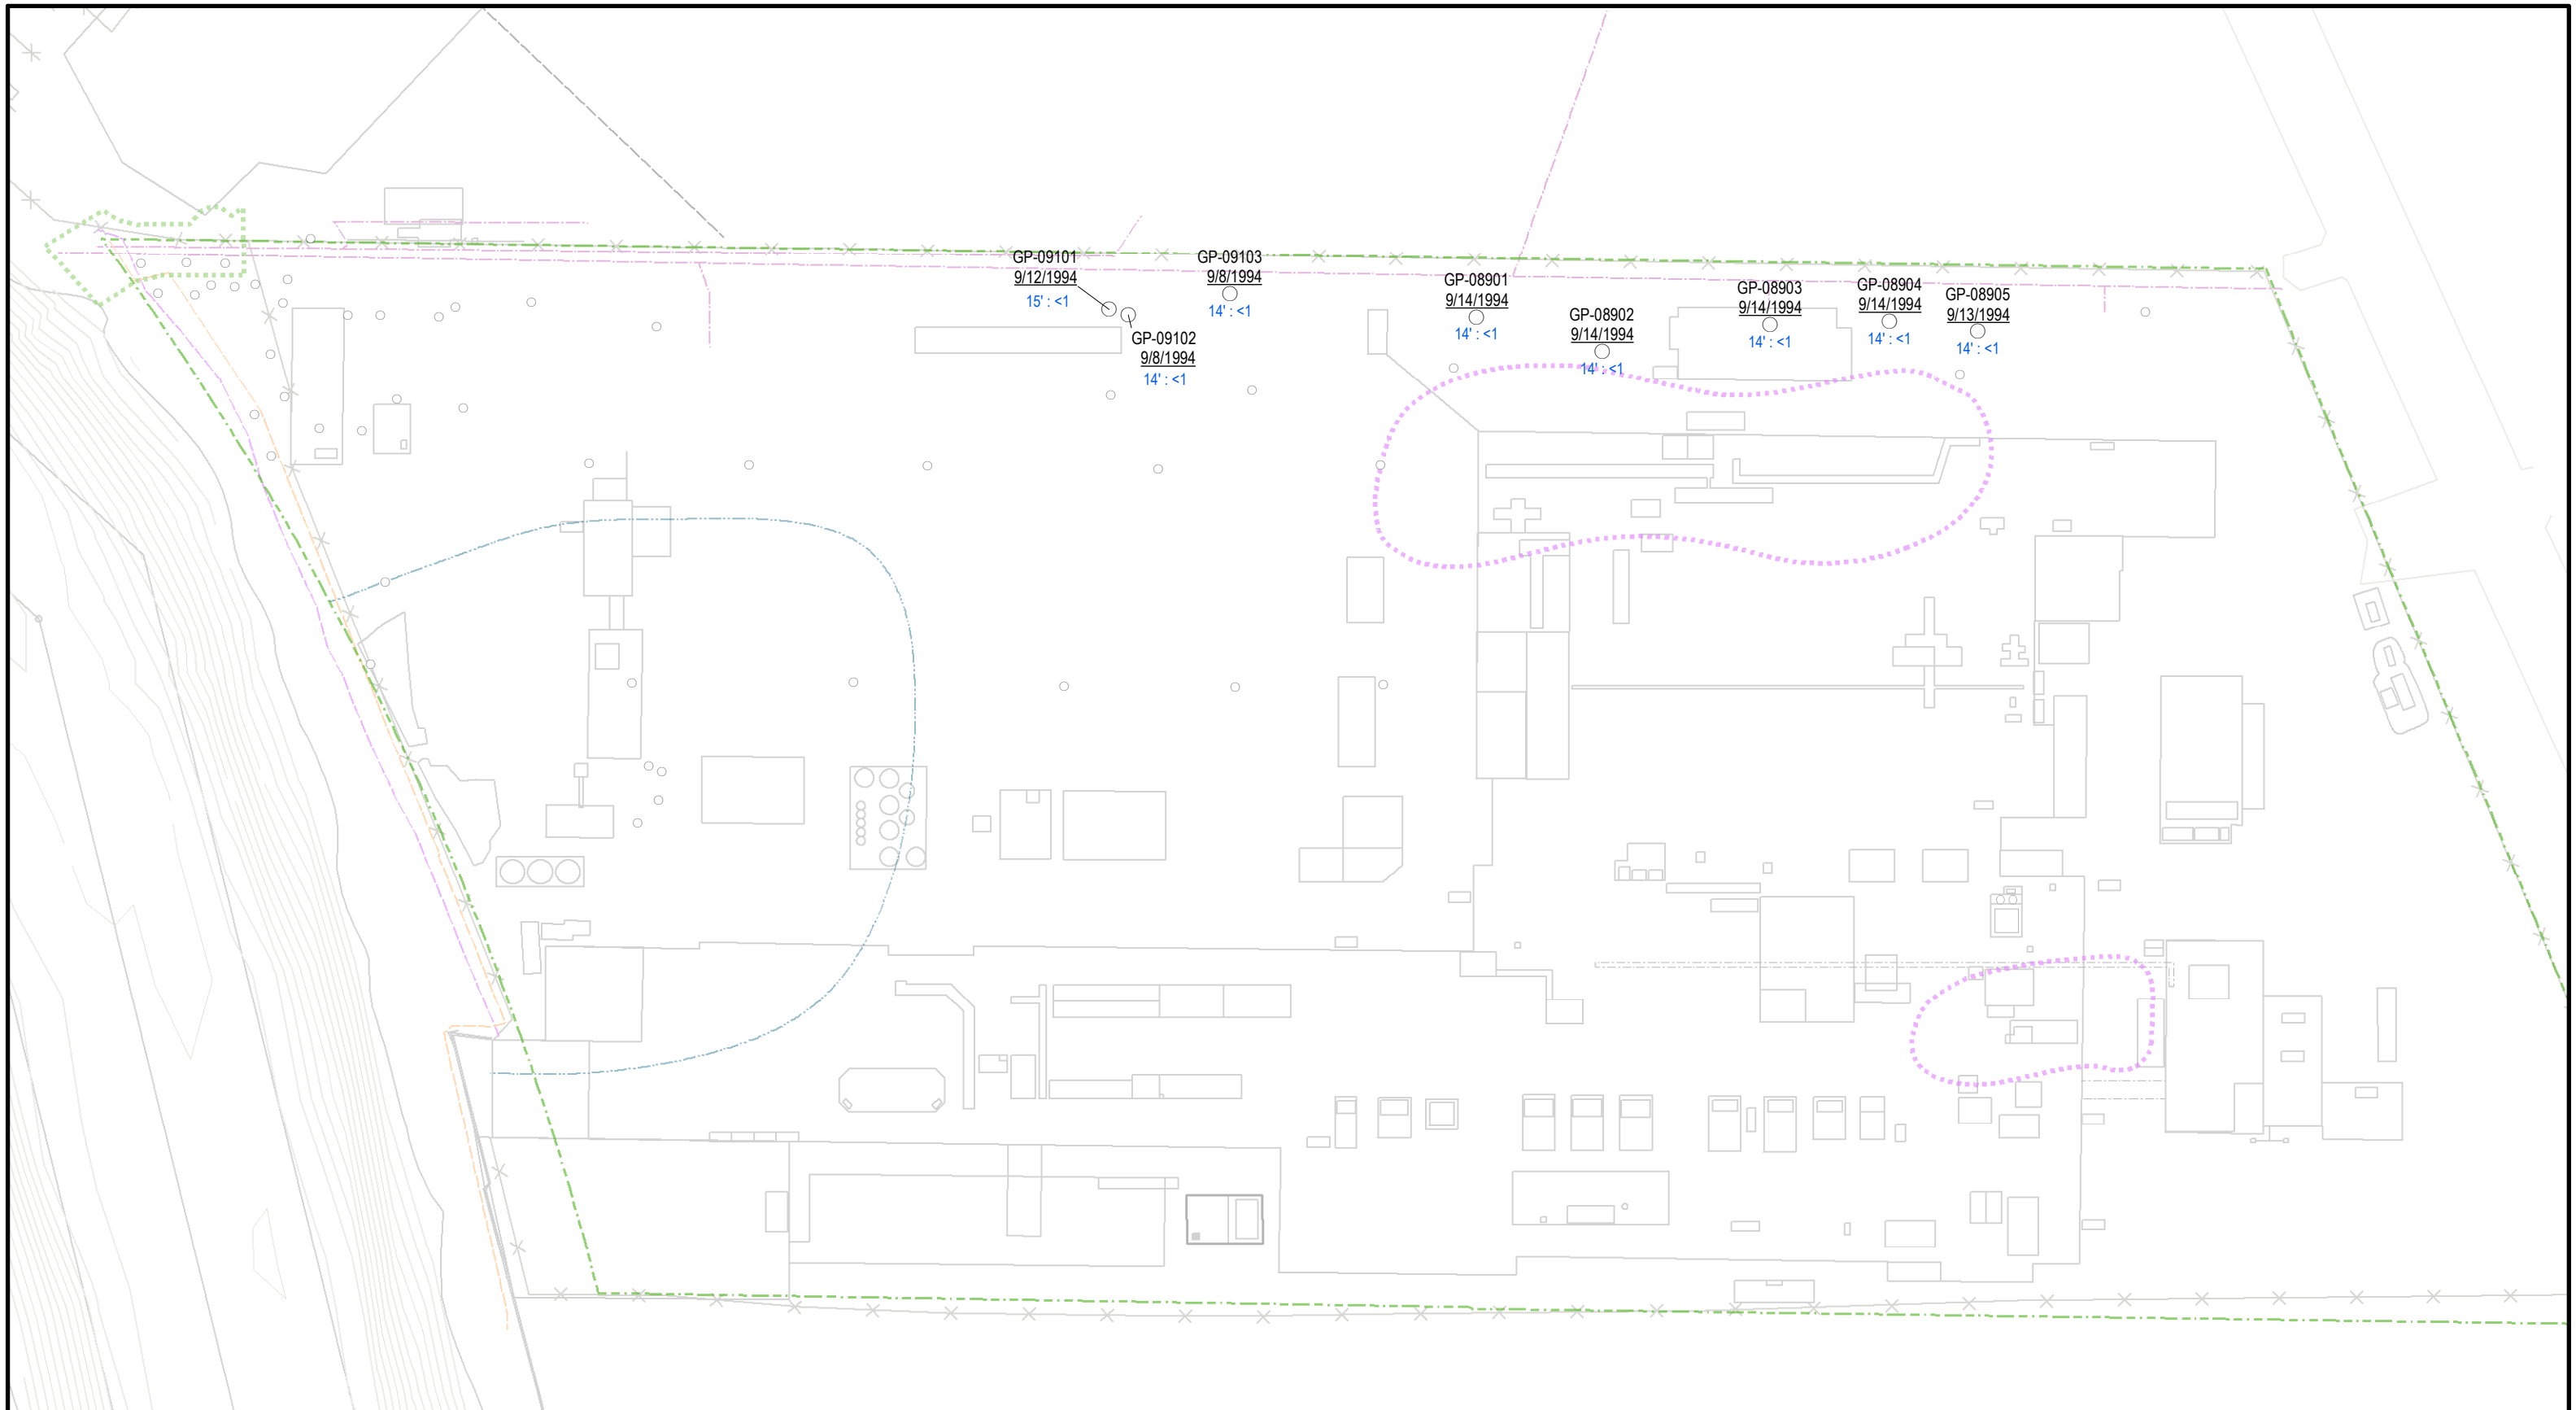 GP-09101
9/12/1994
15' : <1
GP-09102
9/8/1994
14' : <1
GP-09103
9/8/1994
14' : <1
GP-08901
9/14/1994
14' : <1
GP-08902
9/14/1994
14' : <1
GP-08903
9/14/1994
14' : <1
GP-08904
9/14/1994
14' : <1
GP-08905
9/13/1994
14' : <1